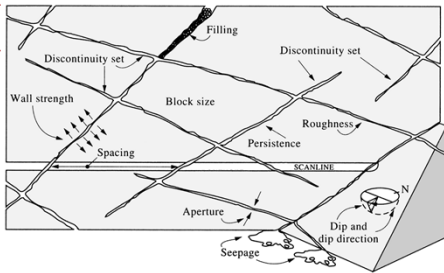 Filling
Discontinuity set
Discontinuity set
Wall strength
Block size
Roughness
Persistence
Spacing
SCANLINE
N
Aperture
Dip and
dip direction
Seepage